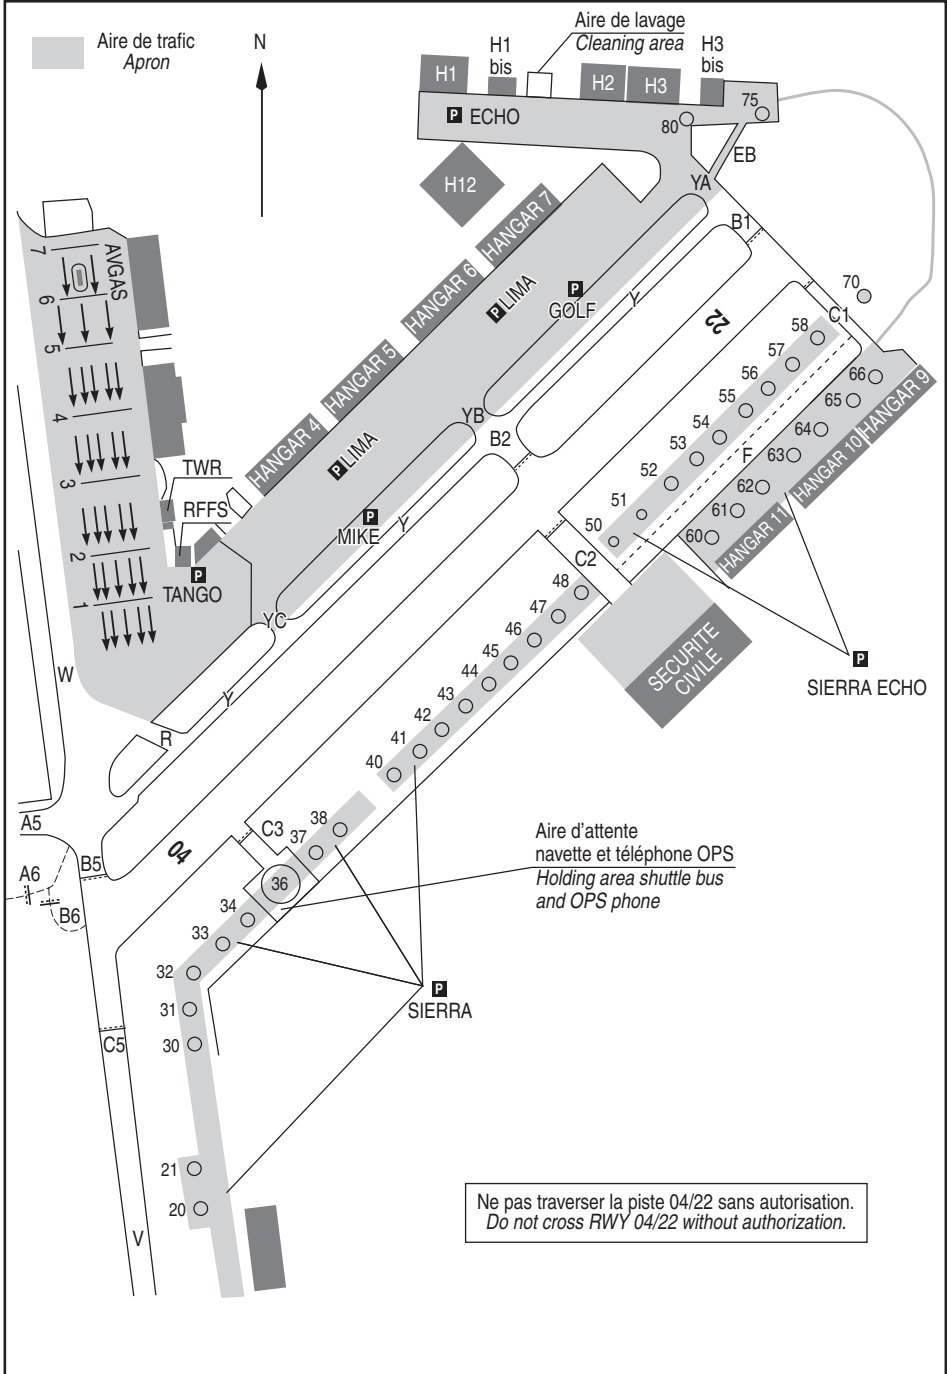 Aire de trafic
Apron
N
Aire de lavage
Cleaning area
H1
H1
bis
H2
H3
H3
bis
P ECHO
75
80
EB
H12
YA
HANGAR 7
B1
7
AVGAS
6
HANGAR 6
P LIMA
P
GOLF
Y
70
22
C1
58
5
57
HANGAR 5
56
66
55
65
HANGAR 9
4
YB
54
64
B2
HANGAR 4
P LIMA
53
F
63
HANGAR 10
TWR
52
62
3
RFFS
51
61
P
MIKE
Y
50
60
HANGAR 11
2
P
TANGO
C2
48
1
YC
47
46
SECURITE
CIVILE
P
SIERRA ECHO
45
W
44
43
Y
42
R
41
40
A5
38
C3
37
04
Aire d'attente
navette et téléphone OPS
Holding area shuttle bus
and OPS phone
A6
B5
36
B6
34
33
32
P
SIERRA
31
30
C5
21
20
V
Ne pas traverser la piste 04/22 sans autorisation.
Do not cross RWY 04/22 without authorization.